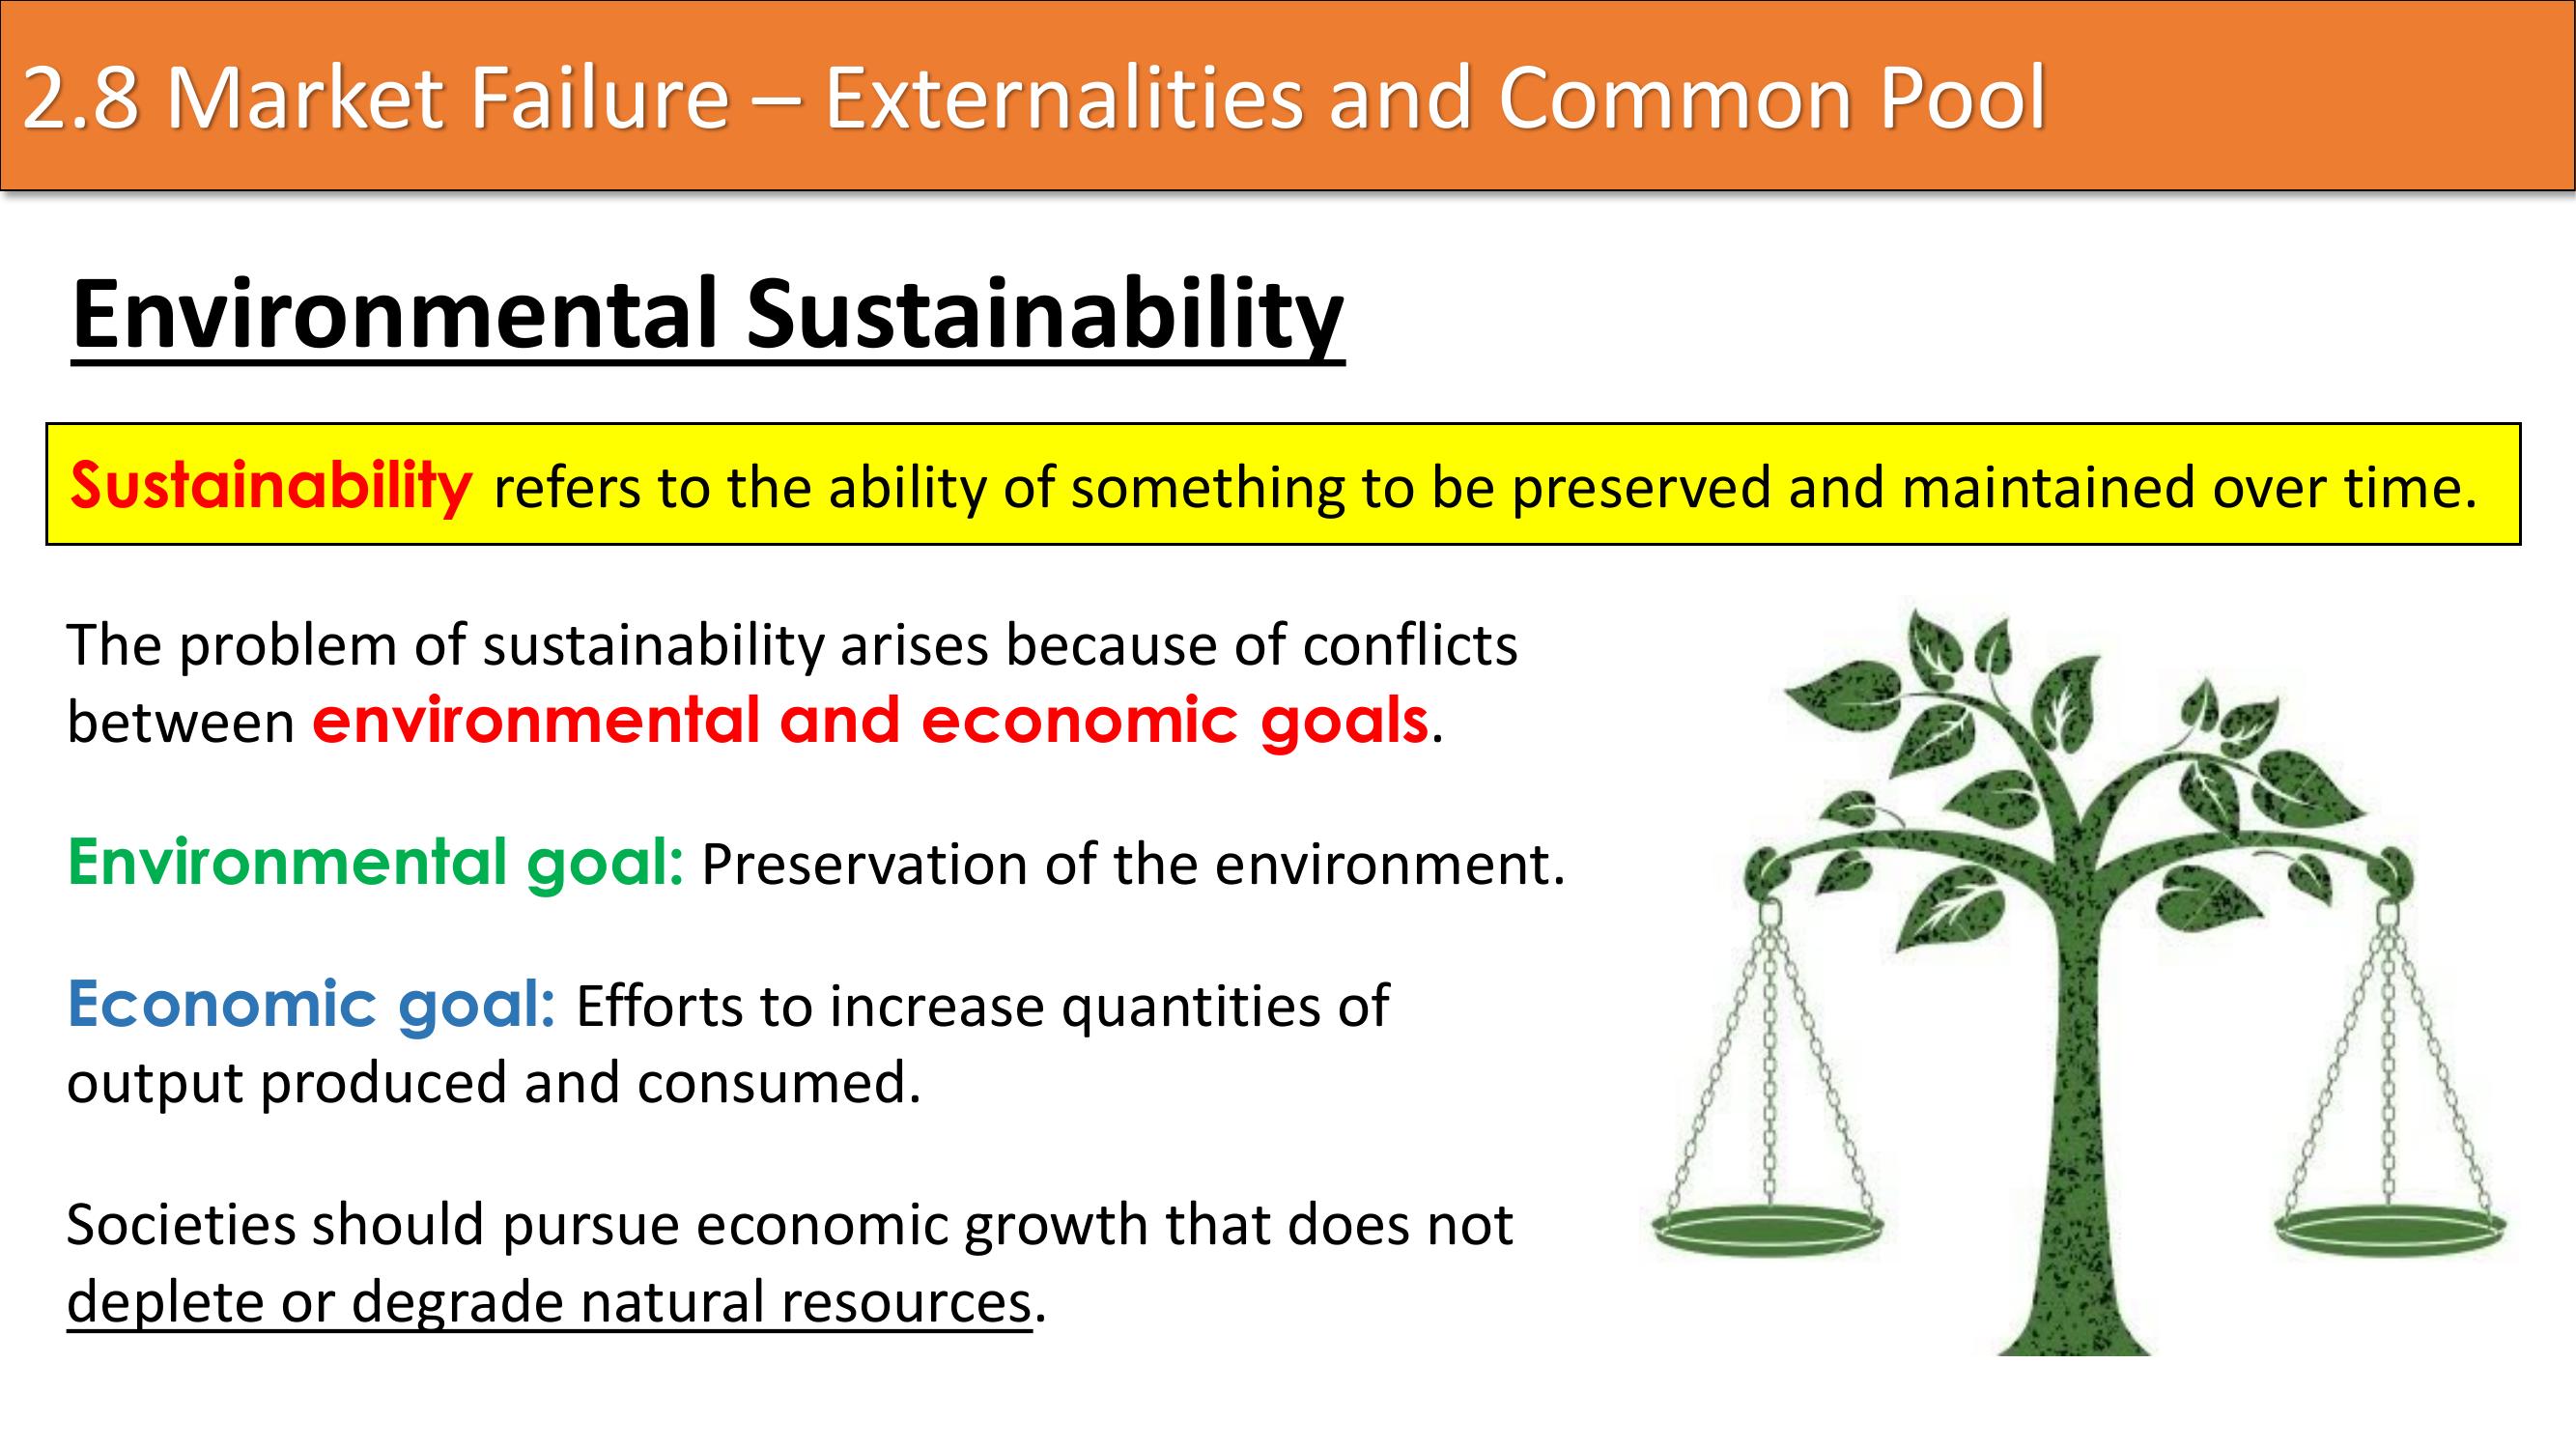 2.8 Market Failure – Externalities and Common Pool
Environmental Sustainability
Sustainability refers to the ability of something to be preserved and maintained over time.
The problem of sustainability arises because of conflicts
between environmental and economic goals.
Environmental goal: Preservation of the environment.
Economic goal: Efforts to increase quantities of
output produced and consumed.
Societies should pursue economic growth that does not
deplete or degrade natural resources.